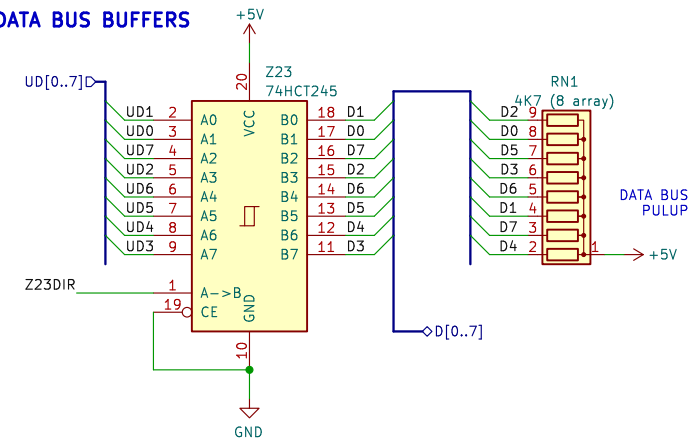 DATA BUS BUFFERS
+5V
UD[0..7]
20
Z23
74HCT245
VCC
UD1 2 A0 B0 18 D1
UD0 3 A1 B1 17 D0
UD7 4 A2 B2 16 D7
UD2 5 A3 B3 15 D2
UD6 6 A4 B4 14 D6
UD5 7 A5 B5 13 D5
UD4 8 A6 B6 12 D4
UD3 9 A7 B7 11 D3
Z23DIR 1 A->B
19 CE
GND
10
GND
D[0..7]
RN1
4K7 (8 array)
D2 9
D0 8
D5 7
D3 6
D6 5
D1 4
D7 3
D4 2
1
+5V
DATA BUS
PULUP